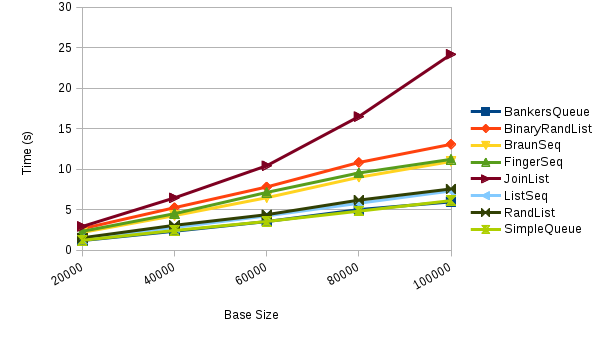 30
25
20
15
10
5
0
Time (s)
20000
40000
60000
80000
100000
Base Size
BankersQueue
BinaryRandList
BraunSeq
FingerSeq
JoinList
ListSeq
RandList
SimpleQueue